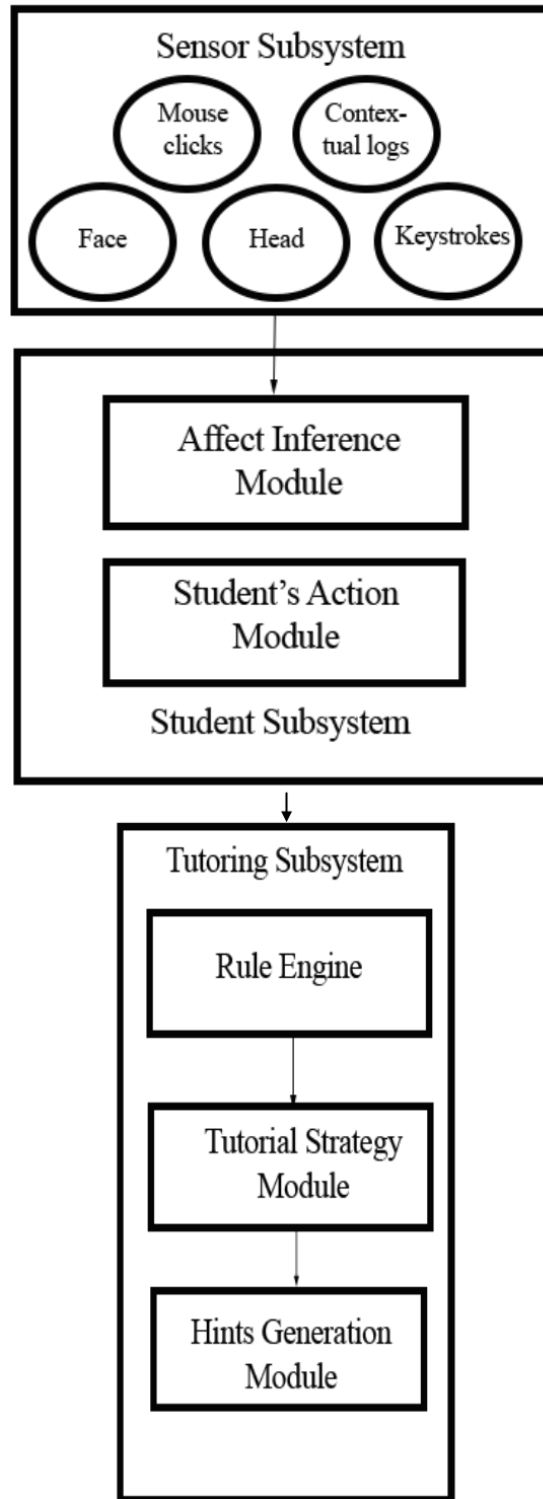 Sensor Subsystem
Mouse
clicks
Contex-
tual logs
Face
Head
Keystrokes
Affect Inference
Module
Student’s Action
Module
Student Subsystem
Tutoring Subsystem
Rule Engine
Tutorial Strategy
Module
Hints Generation
Module